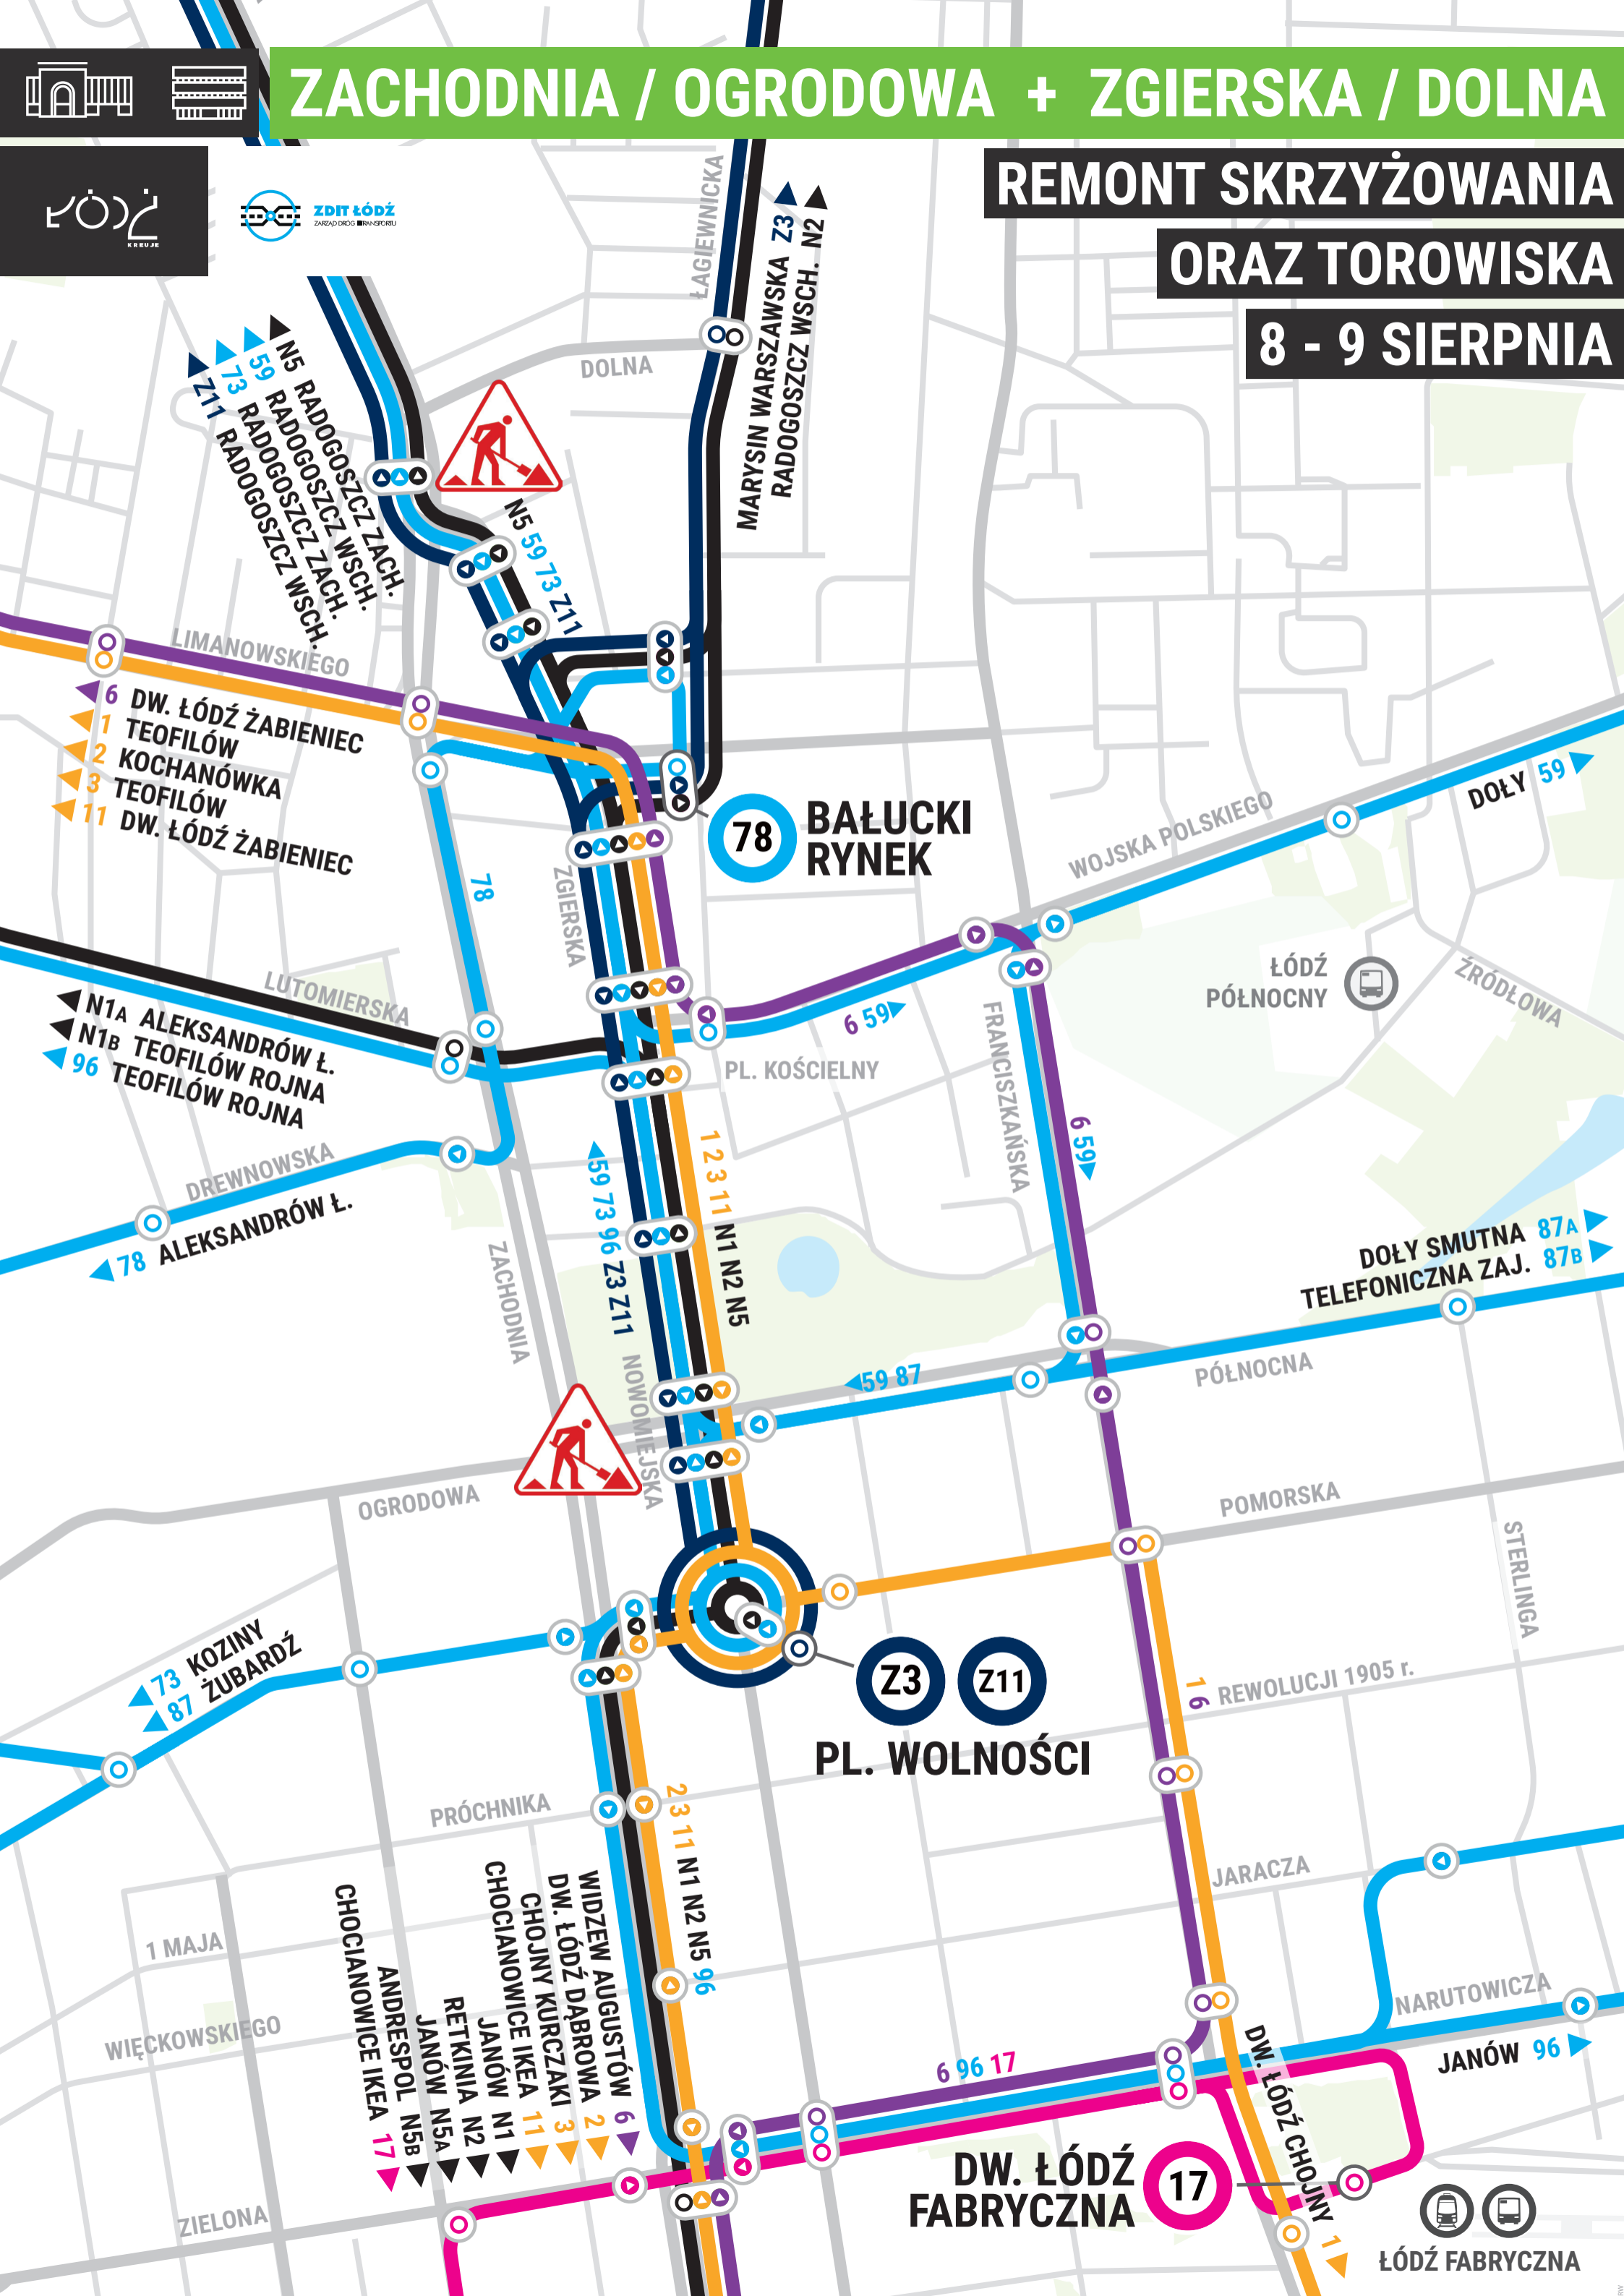 ZACHODNIA / OGRODOWA + ZGIERSKA / DOLNA
REMONT SKRZYŻOWANIA
ORAZ TOROWISKA
8 - 9 SIERPNIA
KREUJE
ZDIT ŁÓDŹ
ZARZĄD DRÓG I TRANSPORTU
ŁAGIEWNICKA
MARYSIN WARSZAWSKA Z3
RADOGOSZCZ WSCH. N2
DOLNA
N5 RADOGOSZCZ ZACH.
59 RADOGOSZCZ WSCH.
73 RADOGOSZCZ ZACH.
Z11 RADOGOSZCZ WSCH.
N5 59 73 Z11
LIMANOWSKIEGO
6 DW. ŁÓDŹ ŻABIENIEC
1 TEOFILÓW
2 KOCHANÓWKA
3 TEOFILÓW
11 DW. ŁÓDŹ ŻABIENIEC
78
BAŁUCKI
RYNEK
DOŁY 59
WOJSKA POLSKIEGO
78
ZGIERSKA
ŁÓDŹ
PÓŁNOCNY
ŹRÓDŁOWA
LUTOMIERSKA
N1A ALEKSANDRÓW Ł.
N1B TEOFILÓW ROJNA
96 TEOFILÓW ROJNA
6 59
PL. KOŚCIELNY
FRANCISZKAŃSKA
6 59
DREWNOWSKA
78 ALEKSANDRÓW Ł.
59 73 96 Z3 Z11
1 2 3 11 N1 N2 N5
ZACHODNIA
NOWOMIEJSKA
DOŁY SMUTNA 87A
TELEFONICZNA ZAJ. 87B
59 87
PÓŁNOCNA
OGRODOWA
POMORSKA
STERLINGA
73 KOZINY
87 ŻUBARDŹ
Z3
Z11
PL. WOLNOŚCI
1 6
REWOLUCJI 1905 r.
PRÓCHNIKA
2 3 11 N1 N2 N5 96
JARACZA
1 MAJA
WIĘCKOWSKIEGO
NARUTOWICZA
JANÓW 96
CHOCIANOWICE IKEA 17
ANDRESPOL N5B
JANÓW N5A
RETKINIA N2
JANÓW N1
CHOCIANOWICE IKEA 11
CHOJNY KURCZAKI 3
DW. ŁÓDŹ DĄBROWA 2
WIDZEW AUGUSTÓW 6
6 96 17
DW. ŁÓDŹ CHOJNY 1
DW. ŁÓDŹ
FABRYCZNA
17
ZIELONA
ŁÓDŹ FABRYCZNA